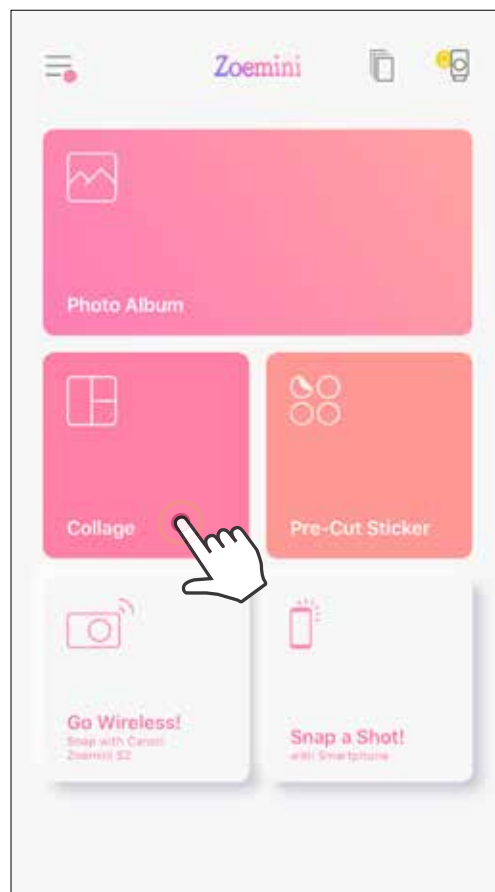 Zoemini
Photo Album
Collage
Pre-Cut Sticker
Go Wireless!
Snap with Canon
Zoemini S2
Snap a Shot!
with Smartphone